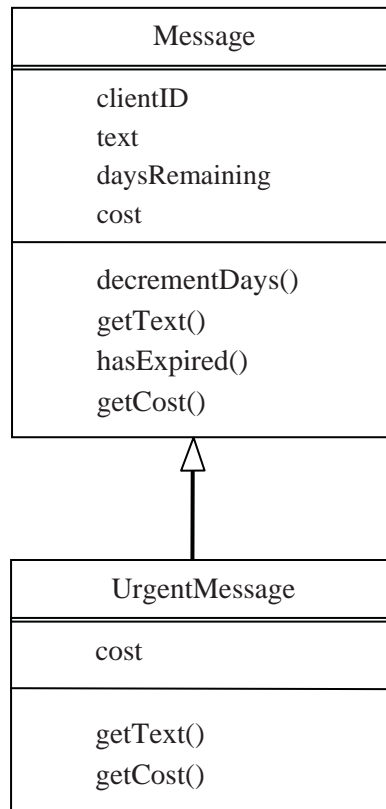 Message
clientID
text
daysRemaining
cost
decrementDays()
getText()
hasExpired()
getCost()
UrgentMessage
cost
getText()
getCost()